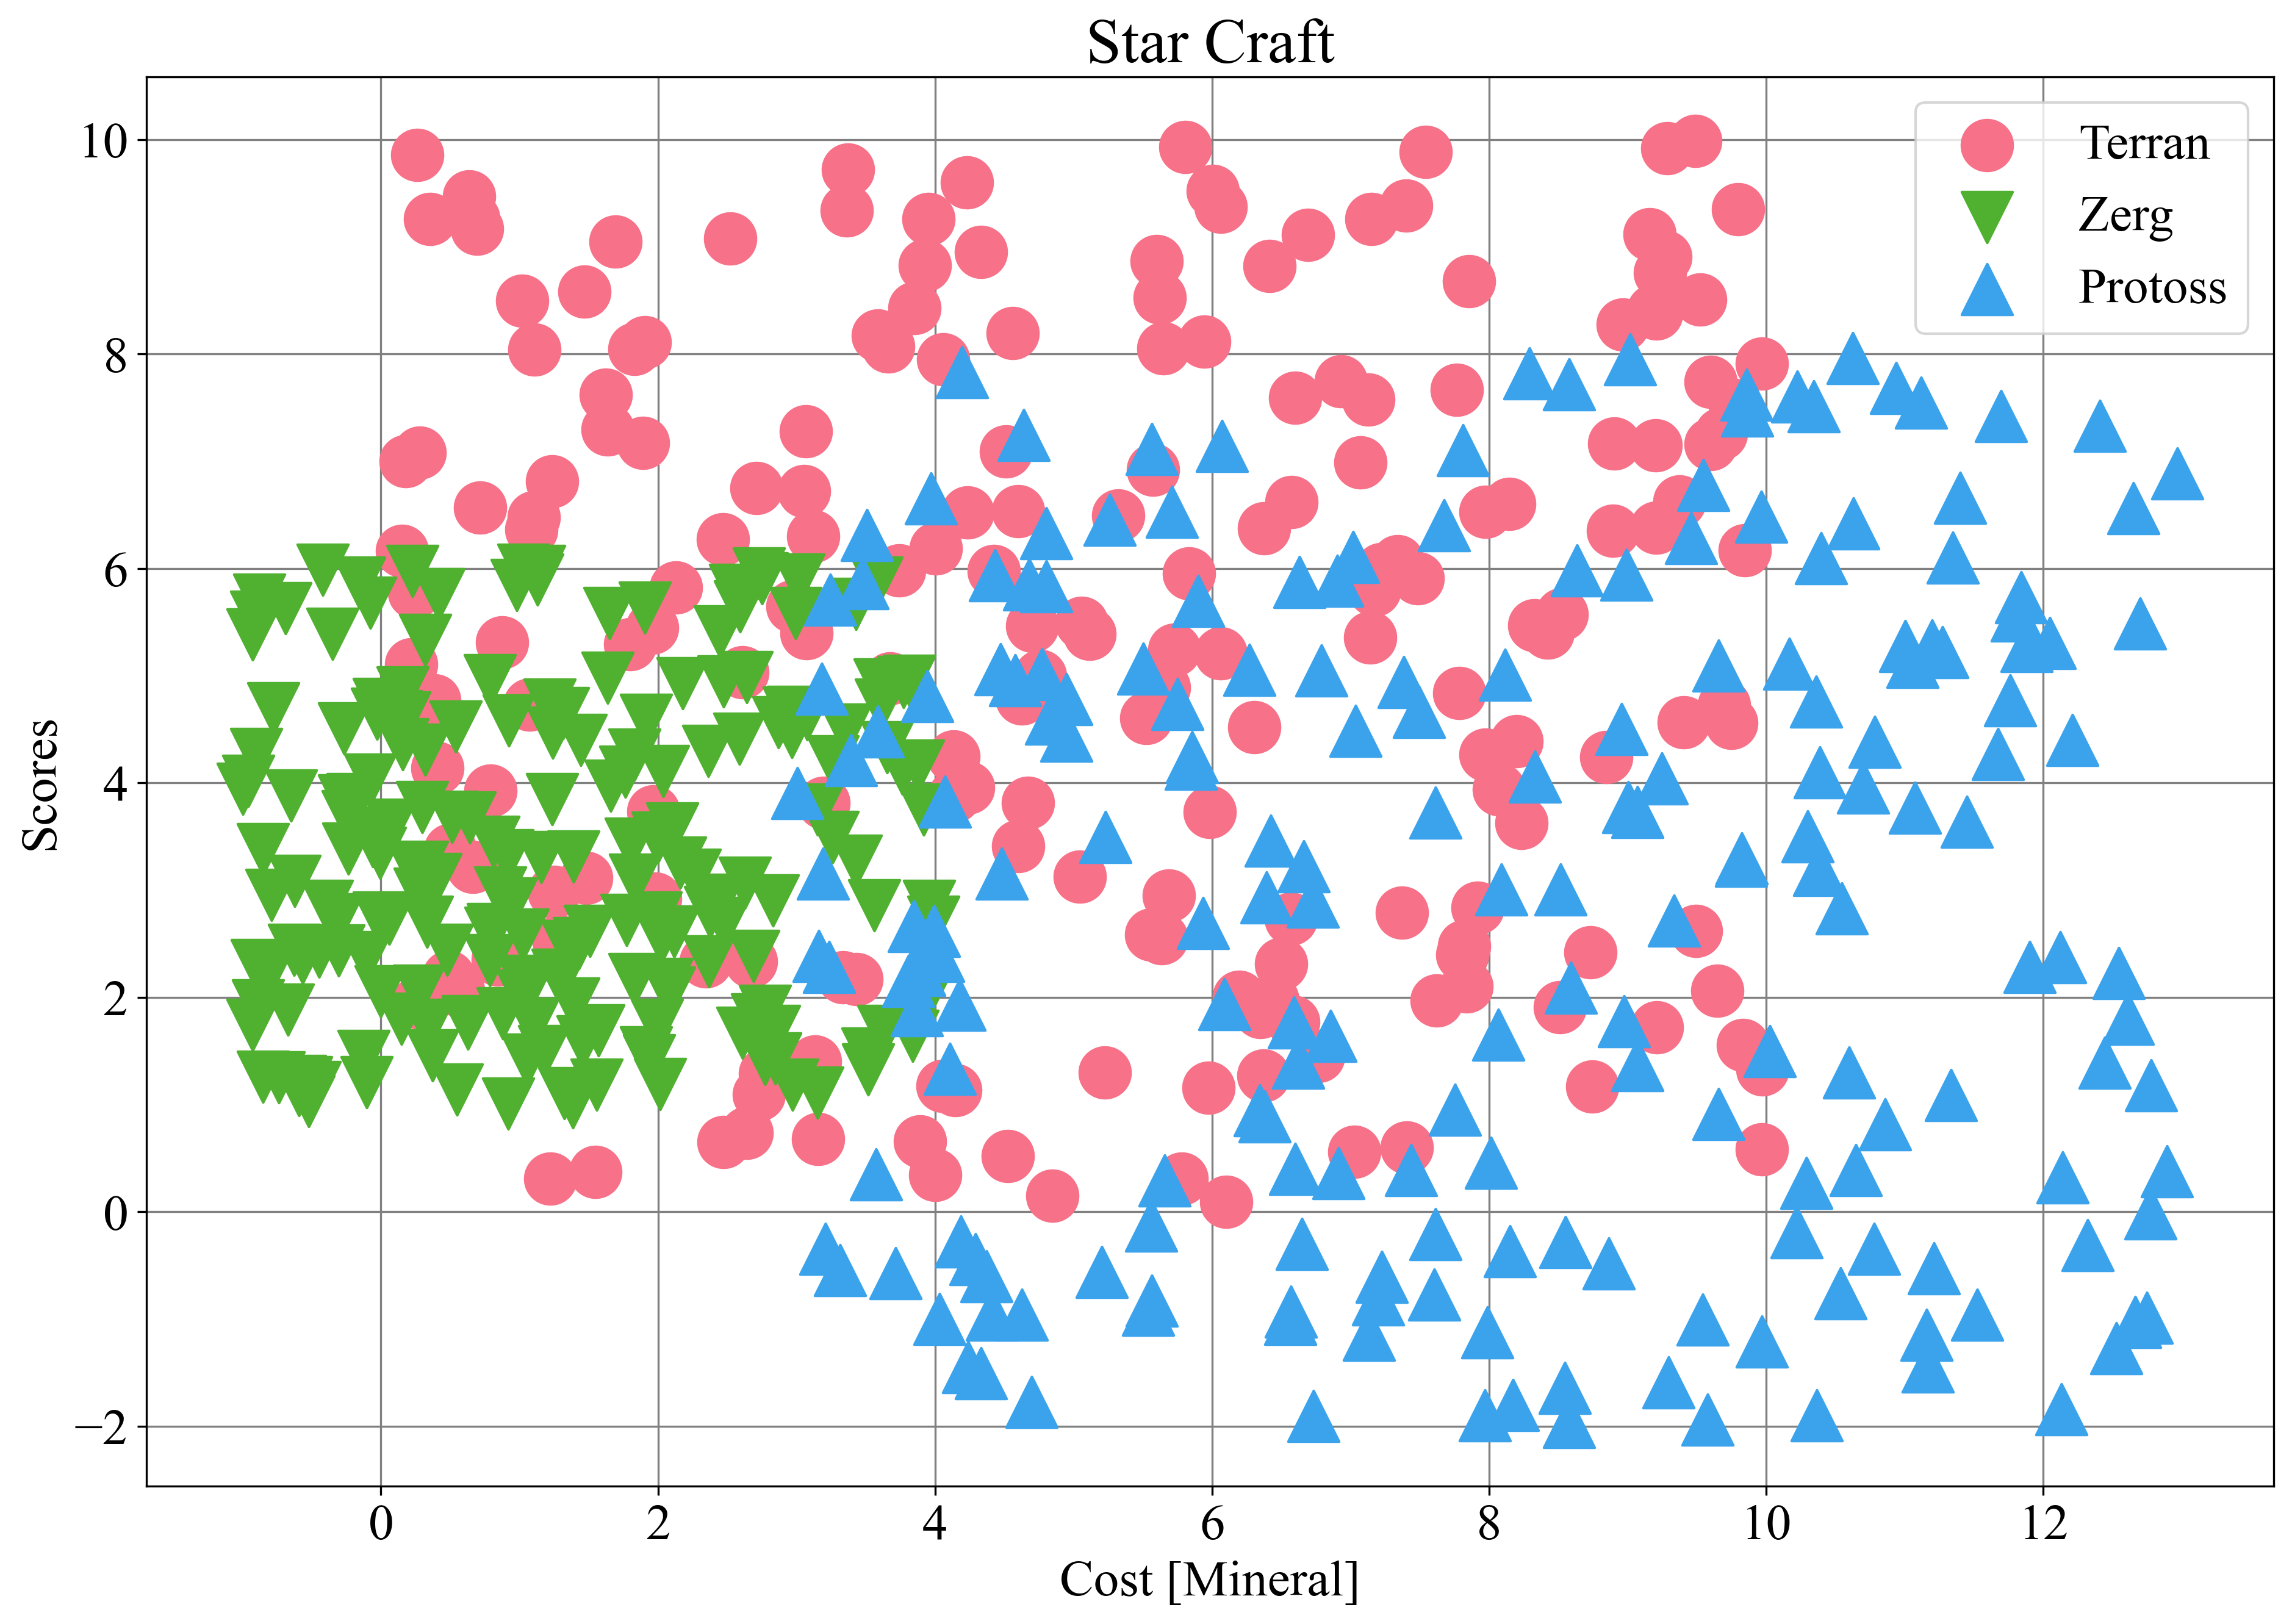 Star Craft
Terran
Zerg
Protoss
10
8
6
4
2
0
−2
Scores
0 2 4 6 8 10 12
Cost [Mineral]